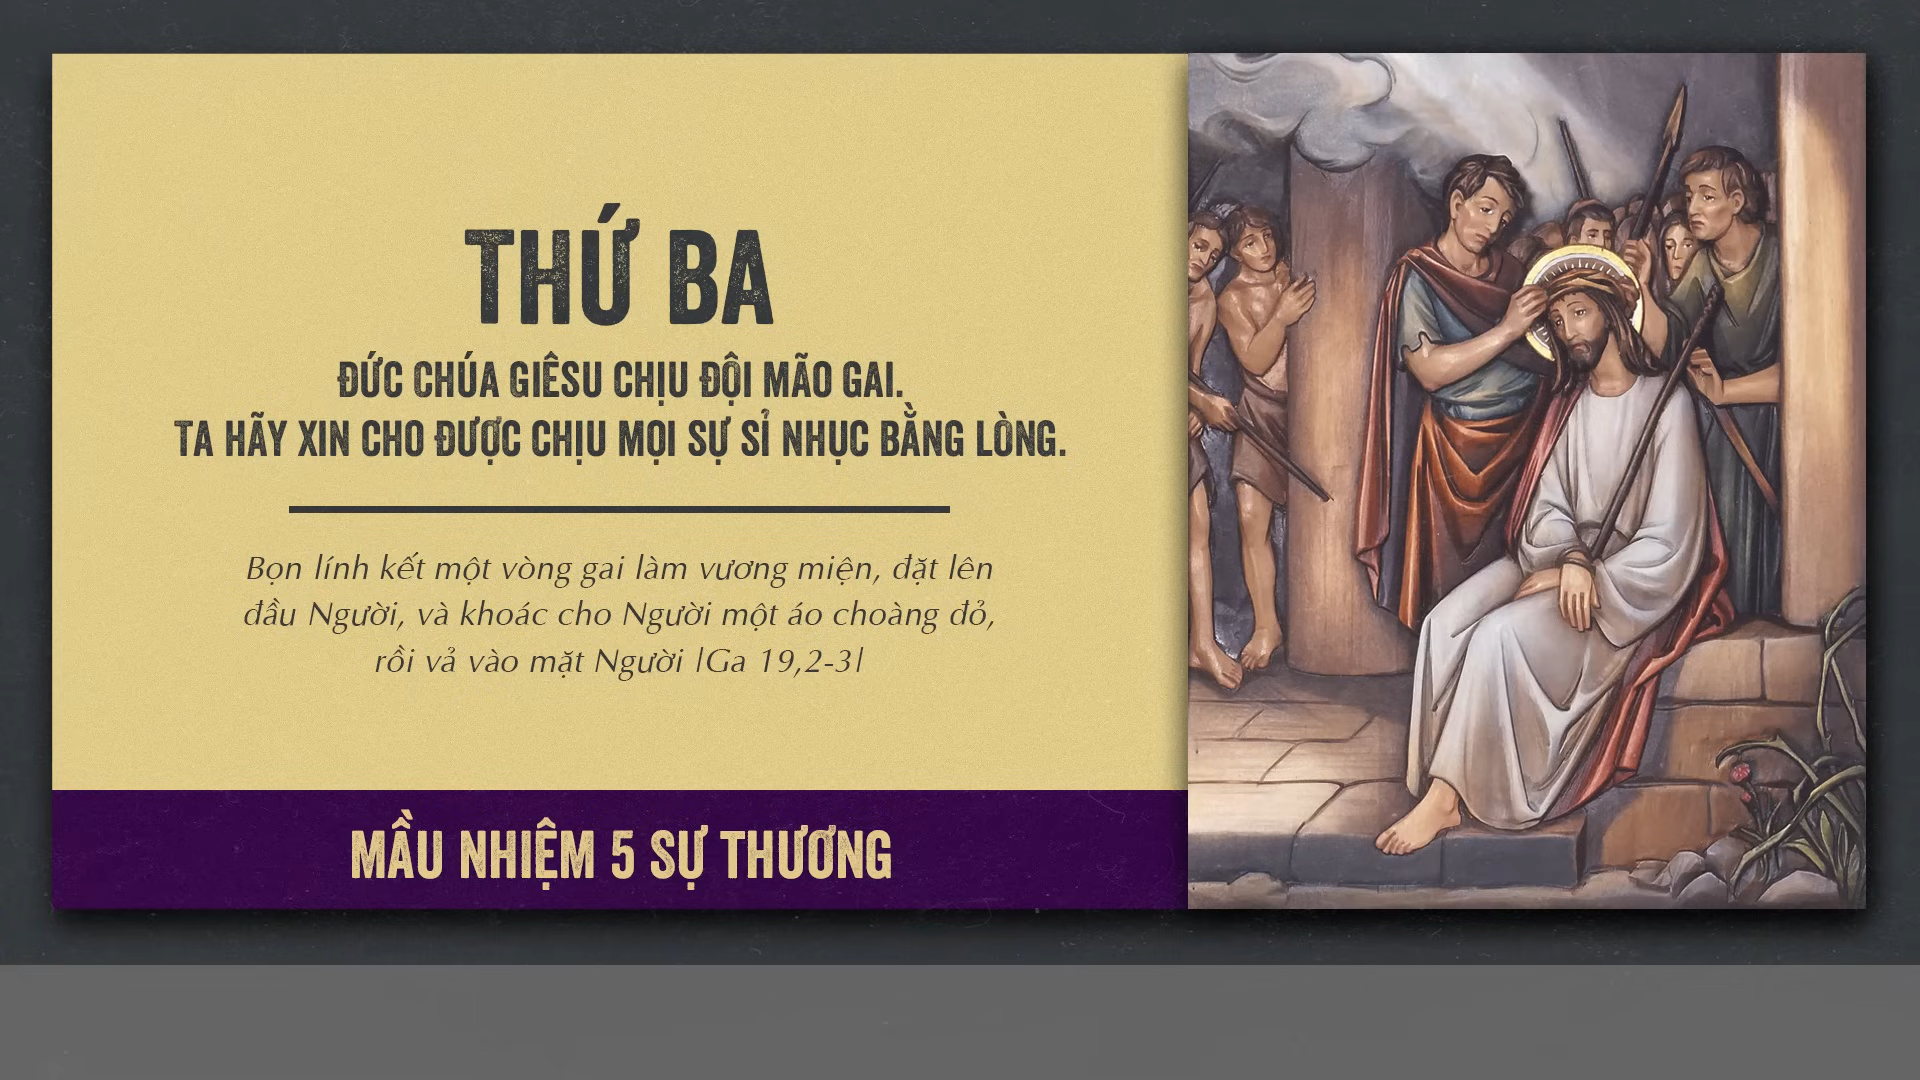 THỨ BA
ĐỨC CHÚA GIÊSU CHỊU ĐỘI MÃO GAI.
TA HÃY XIN CHO ĐƯỢC CHỊU MỌI SỰ SỈ NHỤC BẰNG LÒNG.
Bọn lính kết một vòng gai làm vương miện, đặt lên
đầu Người, và khoác cho Người một áo choàng đỏ,
rồi vả vào mặt Người |Ga 19,2-3|
MẦU NHIỆM 5 SỰ THƯƠNG